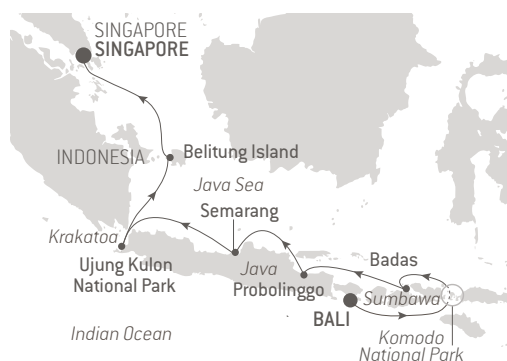 SINGAPORE
SINGAPORE
INDONESIA
Belitung Island
Java Sea
Semarang
Krakatoa
Ujung Kulon
National Park
Java
Probolinggo
Badas
Sumbawa
BALI
Indian Ocean
Komodo
National Park